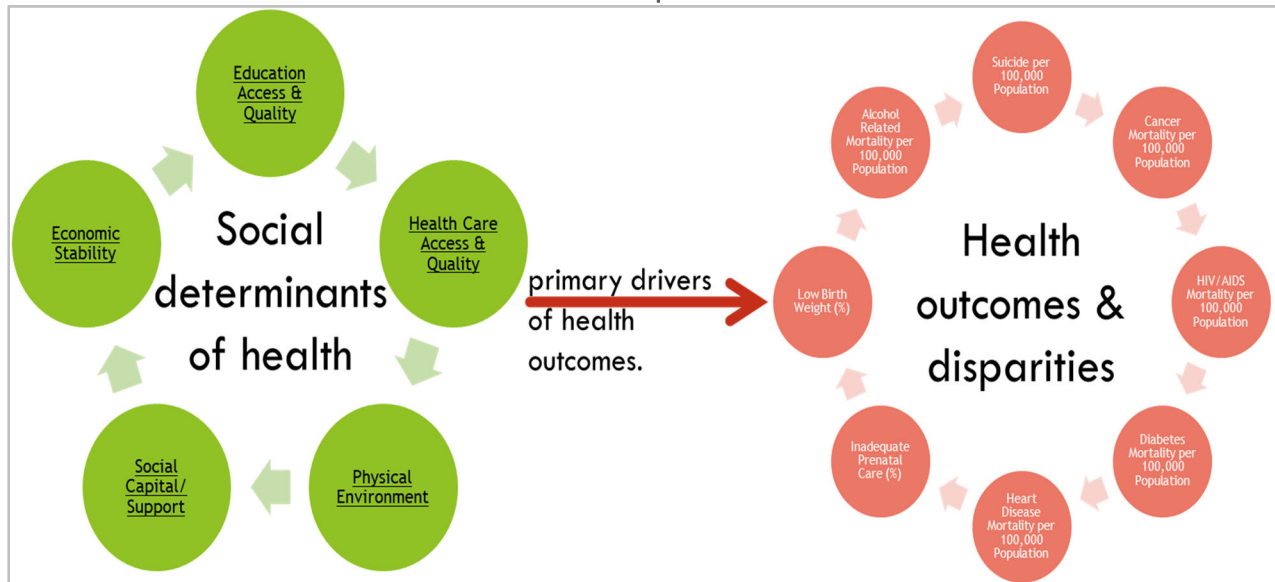 Education
Access &
Quality
Health Care
Access &
Quality
Physical
Environment
Social
Capital/
Support
Economic
Stability
Social
determinants
of health
primary drivers
of health
outcomes.
Suicide per
100,000
Population
Cancer
Mortality per
100,000
Population
HIV/AIDS
Mortality per
100,000
Population
Diabetes
Mortality per
100,000
Population
Heart
Disease
Mortality per
100,000
Population
Inadequate
Prenatal
Care (%)
Low Birth
Weight (%)
Alcohol
Related
Mortality per
100,000
Population
Health
outcomes &
disparities